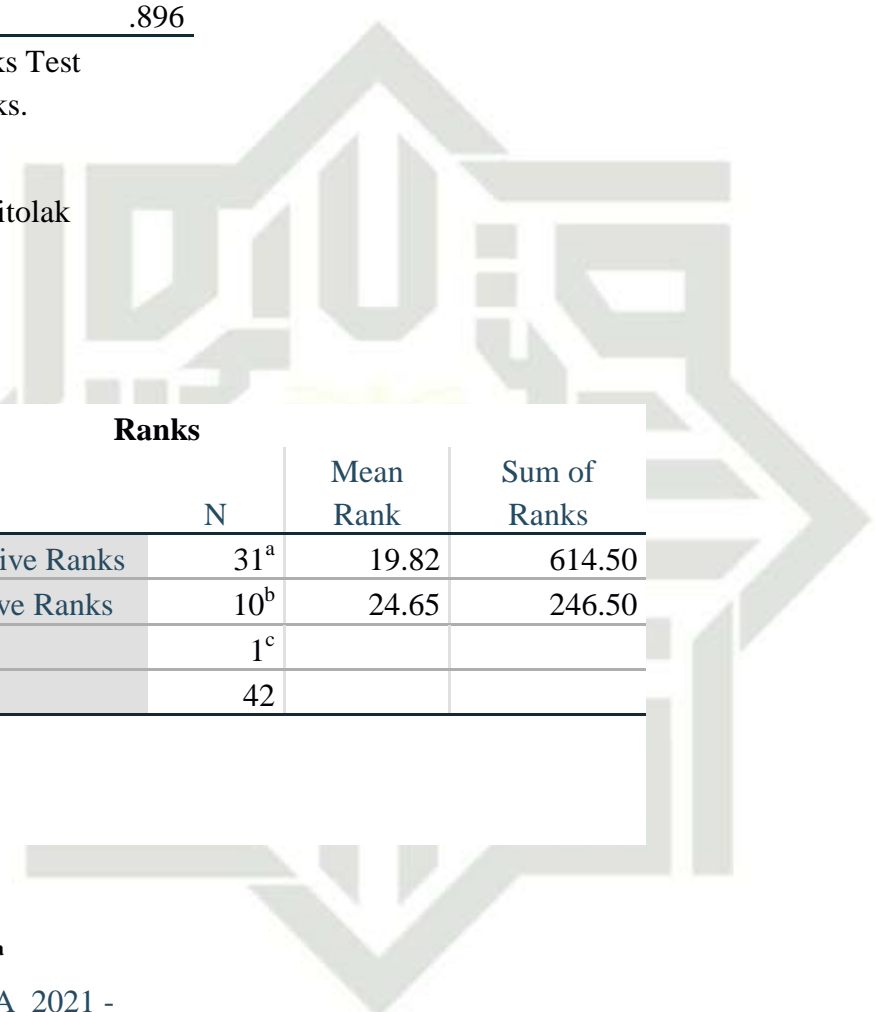 .896
ks Test
ks.
itolak
Ranks
N Mean Rank Sum of Ranks
ive Ranks 31a 19.82 614.50
ve Ranks 10b 24.65 246.50
1c
42
a
A 2021 -